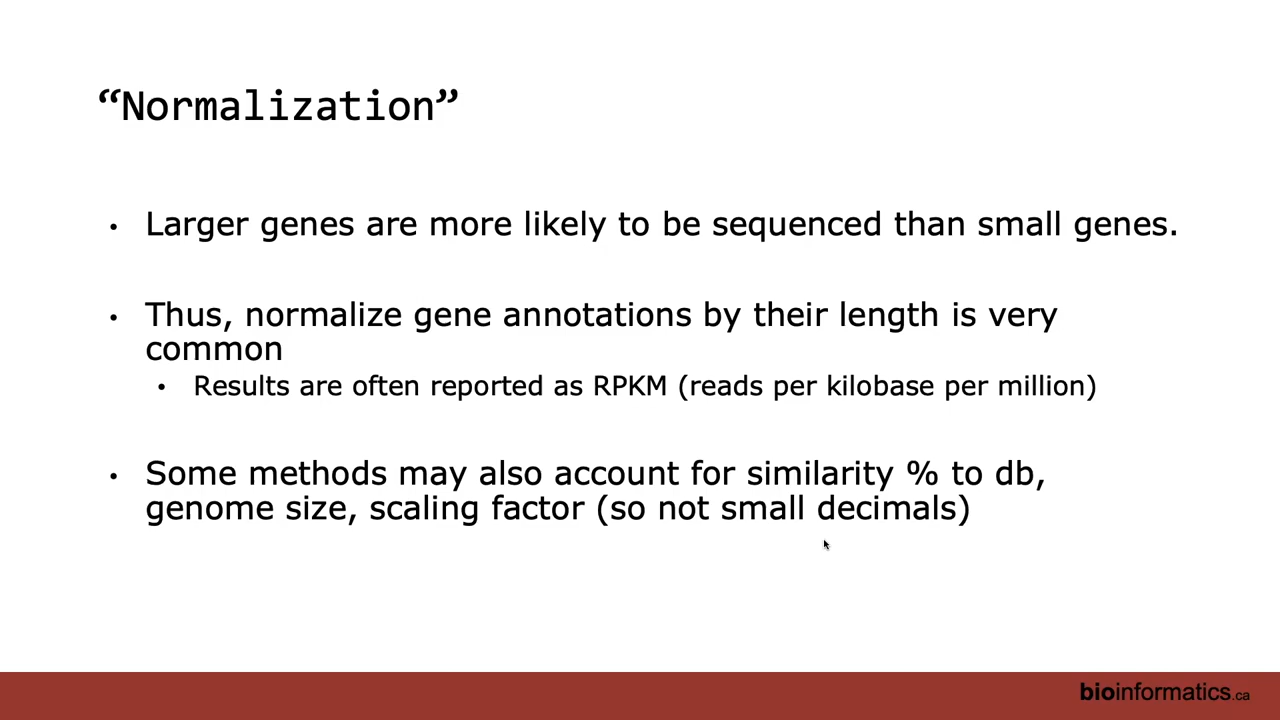 “Normalization”
• Larger genes are more likely to be sequenced than small genes.
• Thus, normalize gene annotations by their length is very
common
• Results are often reported as RPKM (reads per kilobase per million)
• Some methods may also account for similarity % to db,
genome size, scaling factor (so not small decimals)
bioinformatics.ca